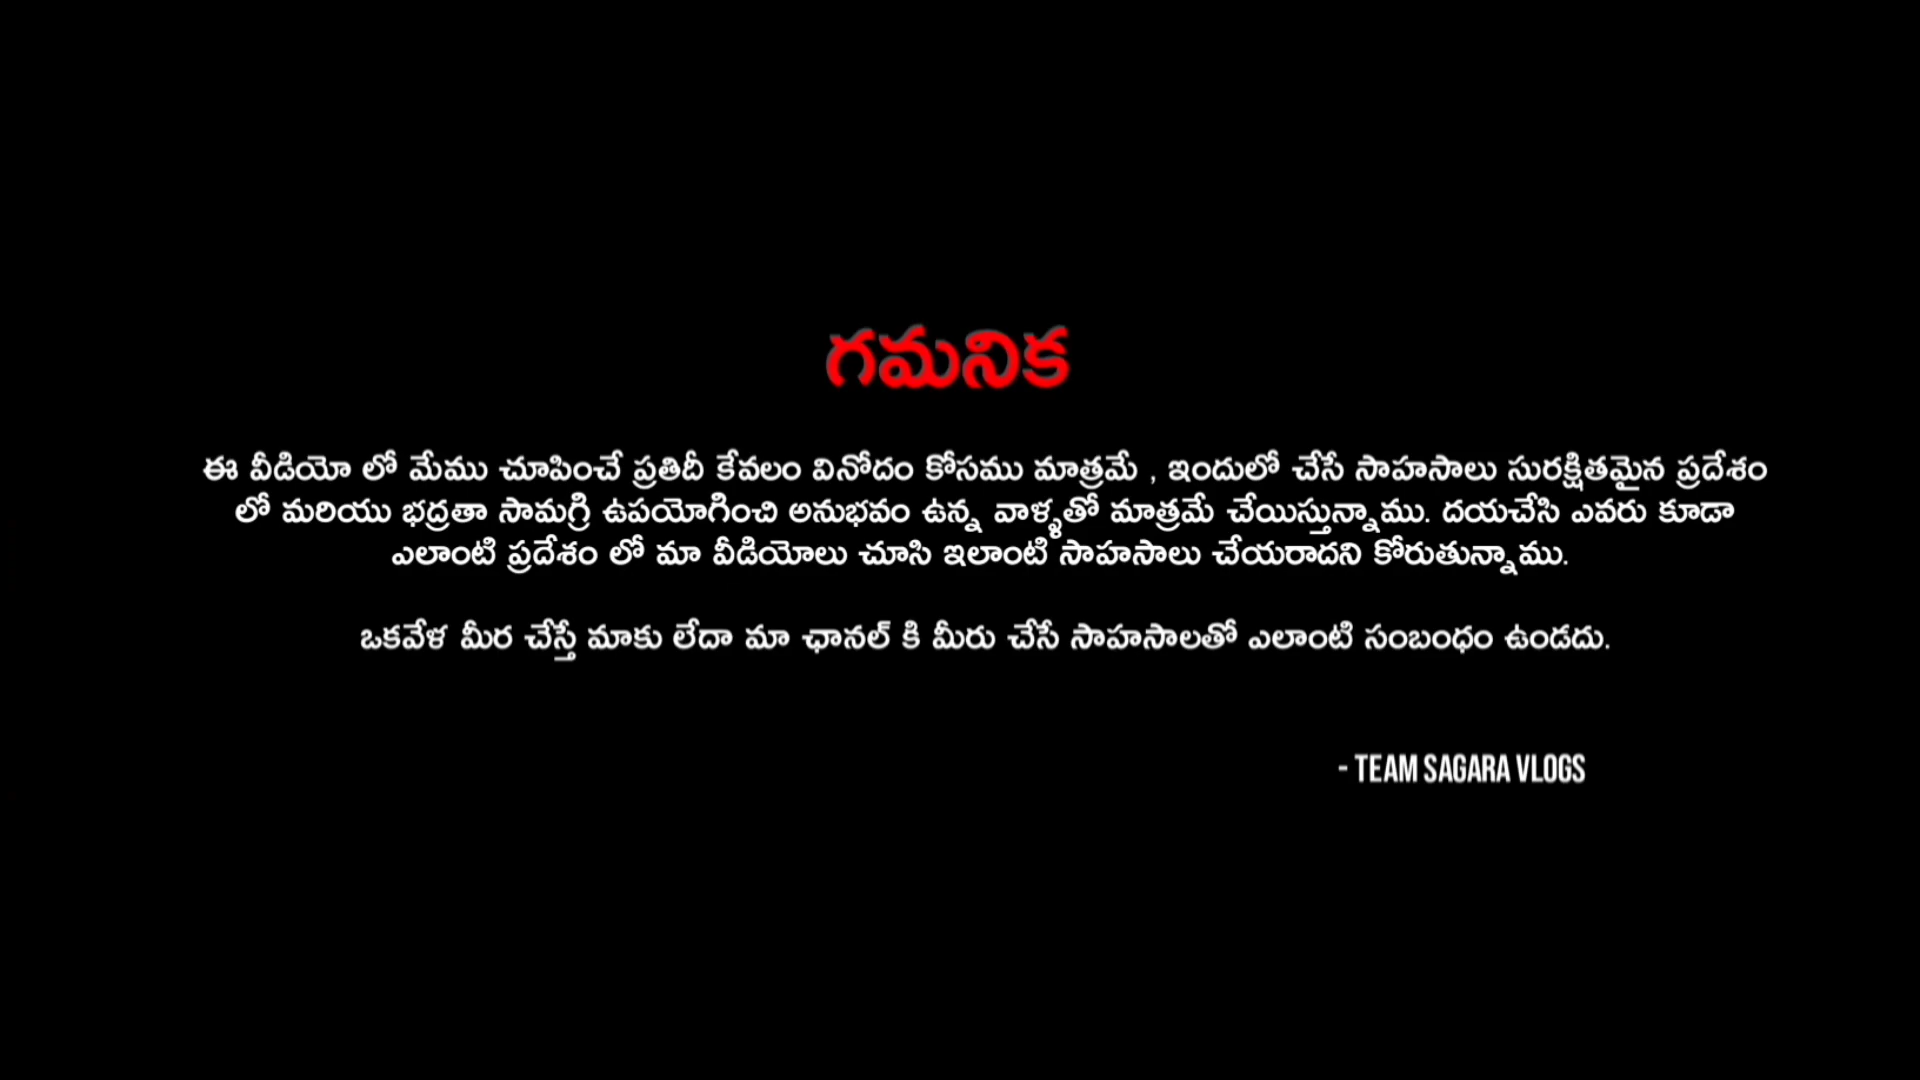 గమనిక
ఈ వీడియో లో మేము చూపించే ప్రతిదీ కేవలం వినోదం కోసము మాత్రమే , ఇందులో చేసే సాహసాలు సురక్షితమైన ప్రదేశం
లో మరియు భద్రతా సామగ్రి ఉపయోగించి అనుభవం ఉన్న వాళ్ళతో మాత్రమే చేయిస్తున్నాము. దయచేసి ఎవరు కూడా
ఎలాంటి ప్రదేశం లో మా వీడియోలు చూసి ఇలాంటి సాహసాలు చేయరాదని కోరుతున్నాము.
ఒకవేళ మీర చేస్తే మాకు లేదా మా ఛానల్ కి మీరు చేసే సాహసాలతో ఎలాంటి సంబంధం ఉండదు.
- TEAM SAGARA VLOGS